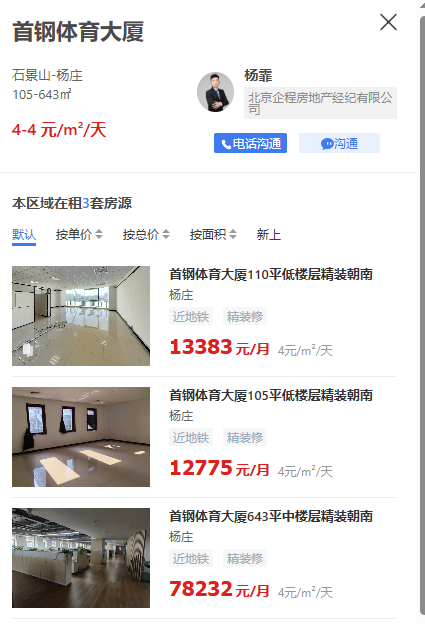 首钢体育大厦
石景山-杨庄
105-643㎡
4-4 元/m²/天
杨霏
北京企程房地产经纪有限公
司
电话沟通
沟通
本区域在租3套房源
默认 按单价 按总价 按面积 新上
首钢体育大厦110平低楼层精装朝南
杨庄
近地铁 精装修
13383 元/月 4元/m²/天
首钢体育大厦105平低楼层精装朝南
杨庄
近地铁 精装修
12775 元/月 4元/m²/天
首钢体育大厦643平中楼层精装朝南
杨庄
近地铁 精装修
78232 元/月 4元/m²/天